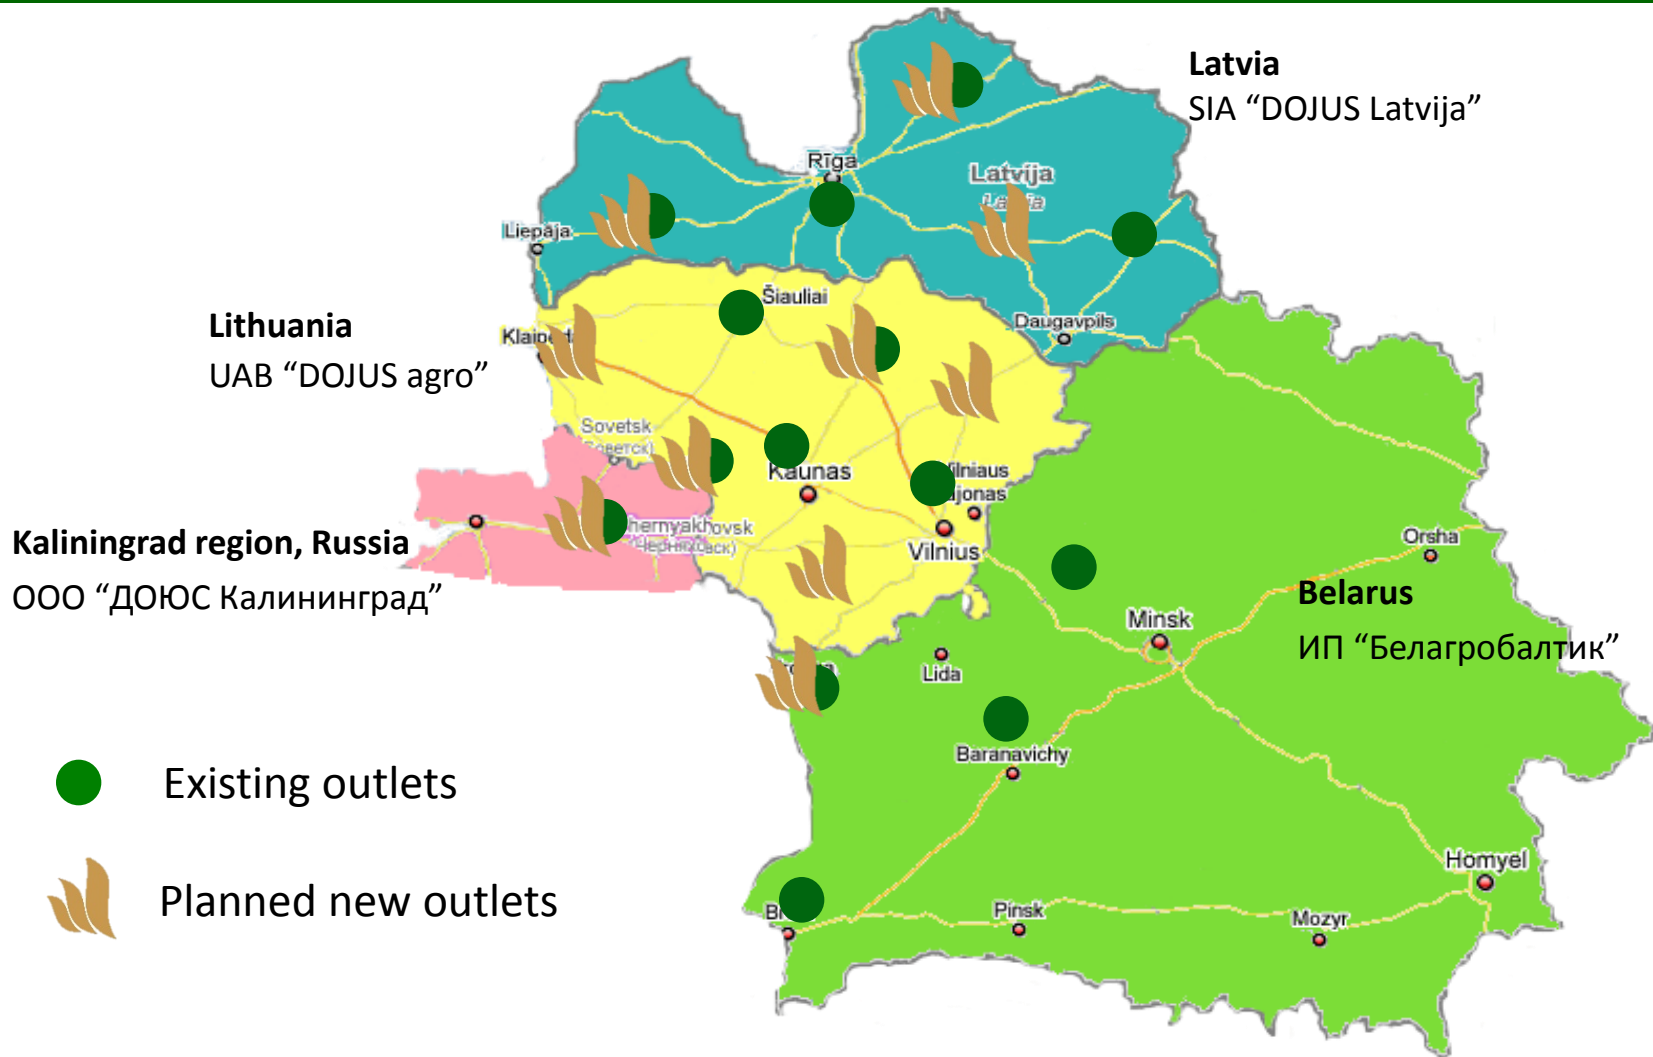 Latvia
SIA “DOJUS Latvija”
Rīga
Latvija
Liepāja
Lithuania
UAB “DOJUS agro”
Šiauliai
Daugavpils
Sovetsk
Kaunas
Vilnius
Kaliningrad region, Russia
ООО “ДОЮС Калининград”
Orsha
Belarus
ИП “Белагробалтик”
Minsk
Lida
Baranavichy
Existing outlets
Homyel
Planned new outlets
Pinsk
Mozyr